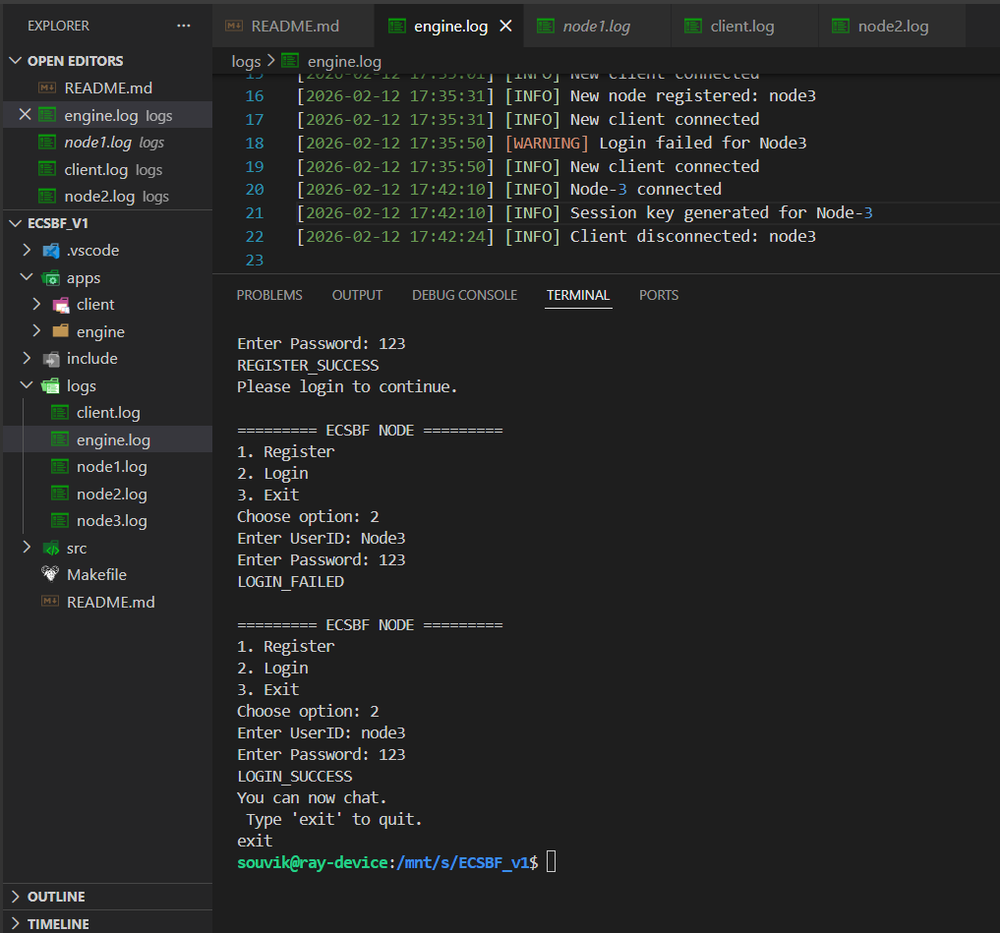 EXPLORER
···
OPEN EDITORS
README.md
engine.log logs
node1.log logs
client.log logs
node2.log logs
ECSBF_V1
.vscode
apps
client
engine
include
logs
client.log
engine.log
node1.log
node2.log
node3.log
src
Makefile
README.md
OUTLINE
TIMELINE
README.md engine.log node1.log client.log node2.log
logs > engine.log
15 [2026-02-12 17:35:01] [INFO] New client connected
16 [2026-02-12 17:35:31] [INFO] New node registered: node3
17 [2026-02-12 17:35:31] [INFO] New client connected
18 [2026-02-12 17:35:50] [WARNING] Login failed for Node3
19 [2026-02-12 17:35:50] [INFO] New client connected
20 [2026-02-12 17:42:10] [INFO] Node-3 connected
21 [2026-02-12 17:42:10] [INFO] Session key generated for Node-3
22 [2026-02-12 17:42:24] [INFO] Client disconnected: node3
23
PROBLEMS OUTPUT DEBUG CONSOLE TERMINAL PORTS
Enter Password: 123
REGISTER_SUCCESS
Please login to continue.
========= ECSBF NODE =========
1. Register
2. Login
3. Exit
Choose option: 2
Enter UserID: Node3
Enter Password: 123
LOGIN_FAILED
========= ECSBF NODE =========
1. Register
2. Login
3. Exit
Choose option: 2
Enter UserID: node3
Enter Password: 123
LOGIN_SUCCESS
You can now chat.
Type 'exit' to quit.
exit
souvik@ray-device:/mnt/s/ECSBF_v1$